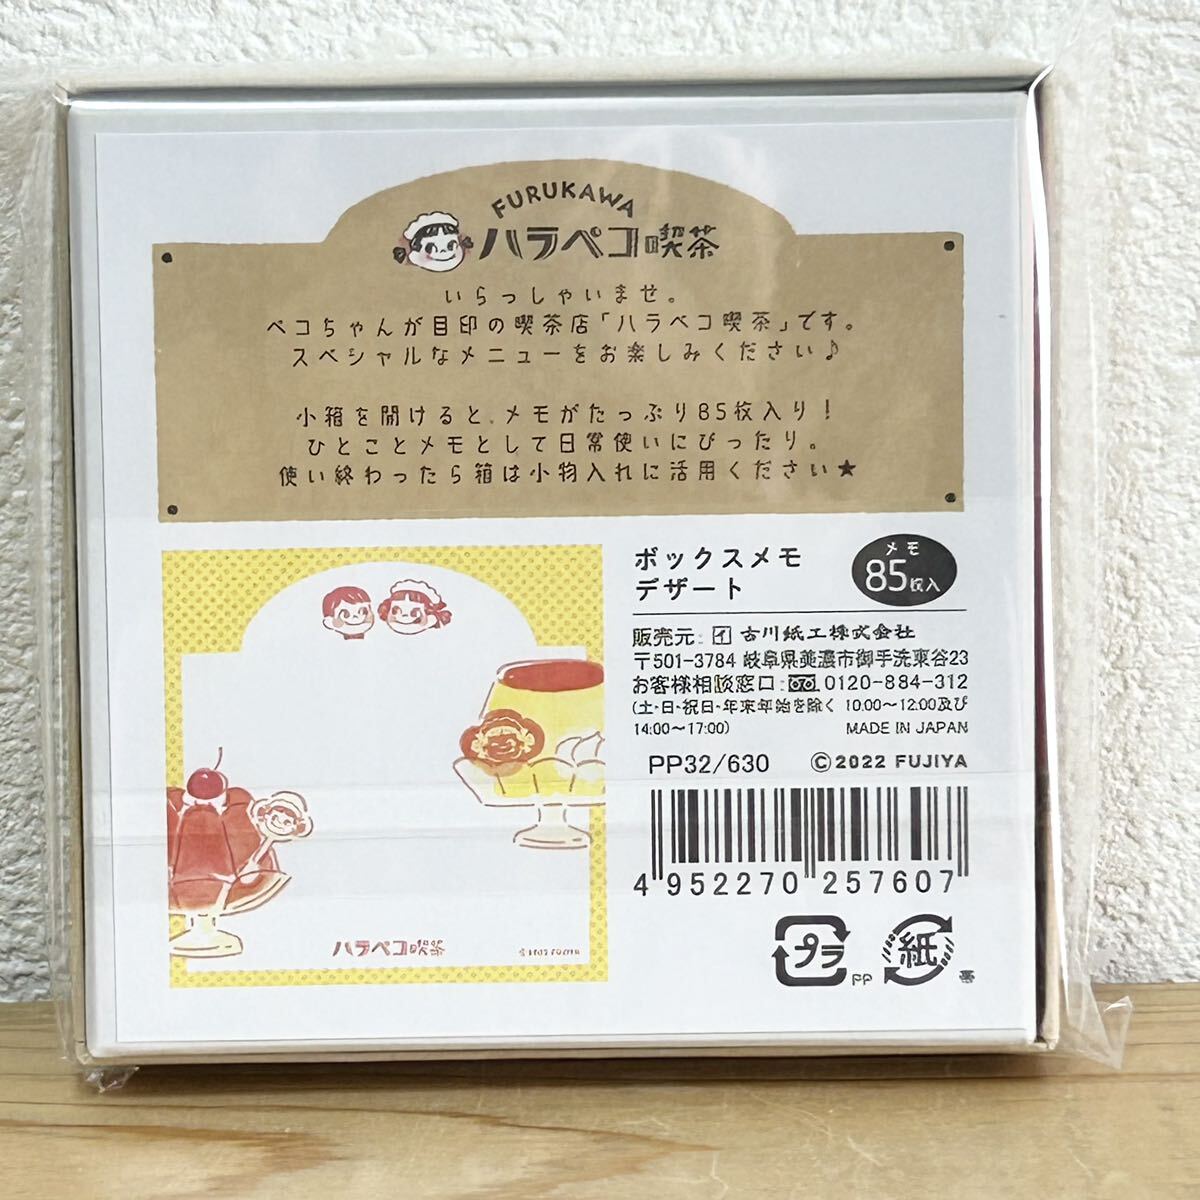 FURUKAWA
ハラペコ喫茶
いらっしゃいませ。
ペコちゃんが目印の喫茶店「ハラペコ喫茶」です。
スペシャルなメニューをお楽しみください♪
小箱を開けると、メモがたっぷり85枚入り！
ひとことメモとして日常使いにぴったり。
使い終わったら箱は小物入れに活用ください★
ボックスメモ
デザート
メモ
85枚入
販売元： 古川紙工株式会社
〒501-3784 岐阜県美濃市御手洗東谷23
お客様相談窓口： 0120-884-312
(土・日・祝日・年末年始を除く 10:00～12:00及び
14:00～17:00) MADE IN JAPAN
PP32/630 ©2022 FUJIYA
4 952270 257607
プラ
PP
紙
ハラペコ喫茶